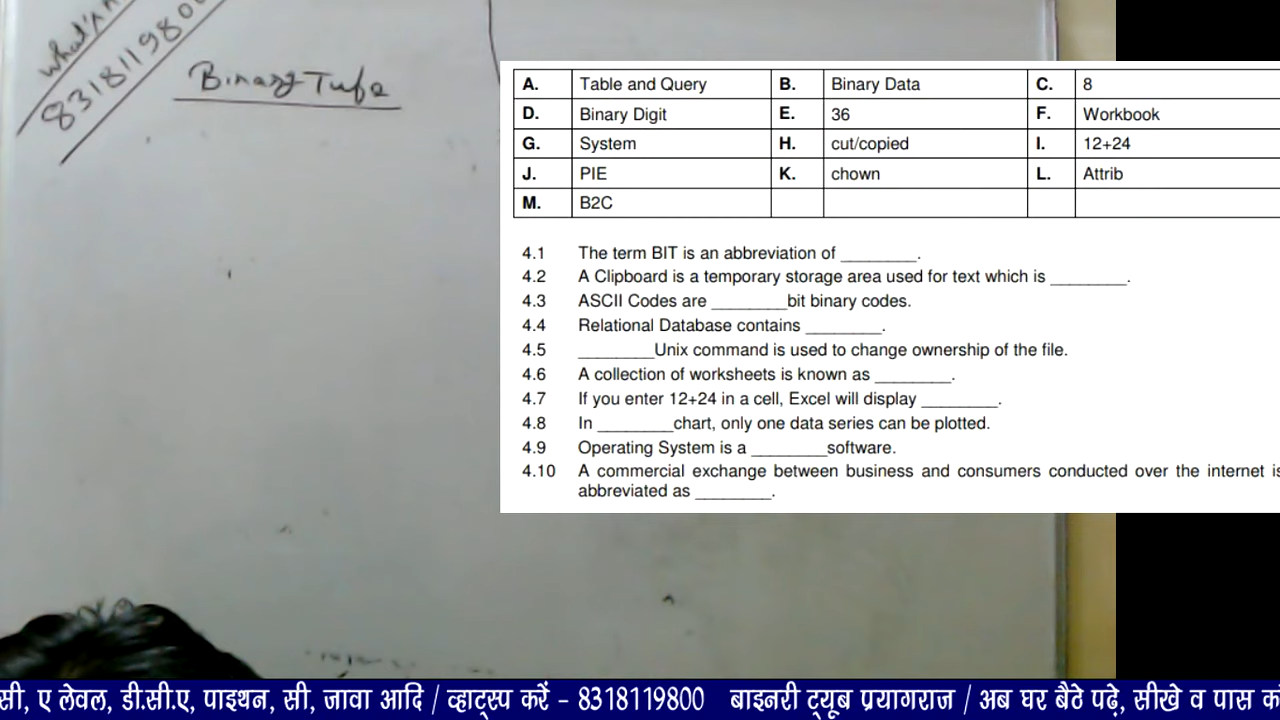 what's
8318119800
Binary Tube
A. Table and Query B. Binary Data C. 8
D. Binary Digit E. 36 F. Workbook
G. System H. cut/copied I. 12+24
J. PIE K. chown L. Attrib
M. B2C
4.1 The term BIT is an abbreviation of ________.
4.2 A Clipboard is a temporary storage area used for text which is ________.
4.3 ASCII Codes are ________bit binary codes.
4.4 Relational Database contains ________.
4.5 ________Unix command is used to change ownership of the file.
4.6 A collection of worksheets is known as ________.
4.7 If you enter 12+24 in a cell, Excel will display ________.
4.8 In ________chart, only one data series can be plotted.
4.9 Operating System is a ________software.
4.10 A commercial exchange between business and consumers conducted over the internet is
abbreviated as ________.
सी, ए लेवल, डी.सी.ए, पाइथन, सी, जावा आदि / व्हाट्स्प करें - 8318119800 बाइनरी ट्यूब प्रयागराज / अब घर बैठे पढ़े, सीखे व पास